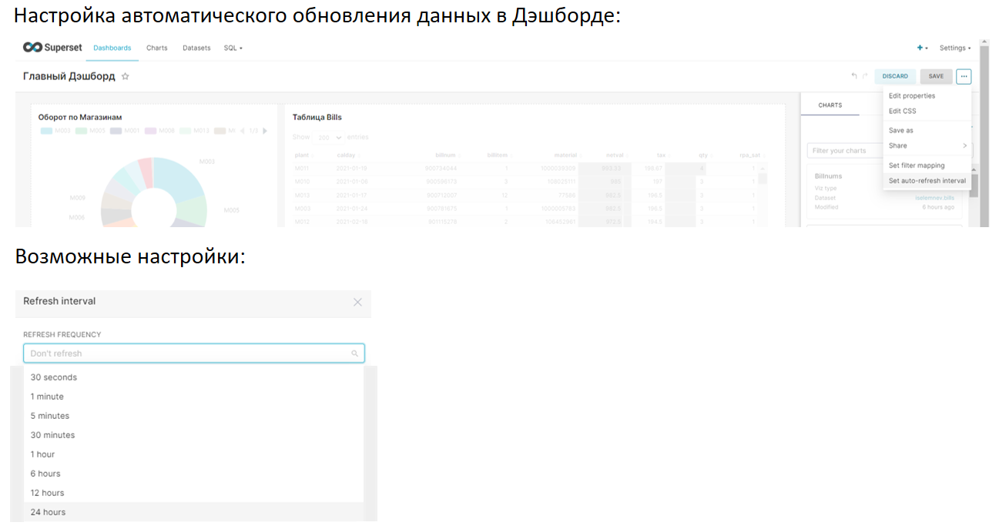 Настройка автоматического обновления данных в Дэшборде:
Superset Dashboards Charts Datasets SQL Settings
Главный Дэшборд DISCARD SAVE ...
Edit properties
Edit CSS
Save as
Share
Set filter mapping
Set auto-refresh interval
CHARTS
Filter your charts
Billnums
Viz type
Dataset iselemnev.bills
Modified 6 hours ago
Оборот по Магазинам
M003 M005 M001 M008 M013 MI 1/3
M003
M009
M005
M006
Таблица Bills
Show 200 entries
plant calday billnum billitem material netval tax qty rpa_sat
M011 2021-01-19 900734044 1 1000039309 983.53 196.67 4 1
M010 2021-01-08 900596173 3 158025111 985 197 3 1
M013 2021-01-17 900712007 12 77586 982.5 196.5 3 1
M003 2021-01-24 900781675 1 1000005783 982.5 196.5 3 1
M012 2021-02-18 901115278 2 106452961 972.5 194.5 3 1
Возможные настройки:
Refresh interval
REFRESH FREQUENCY
Don't refresh
30 seconds
1 minute
5 minutes
30 minutes
1 hour
6 hours
12 hours
24 hours